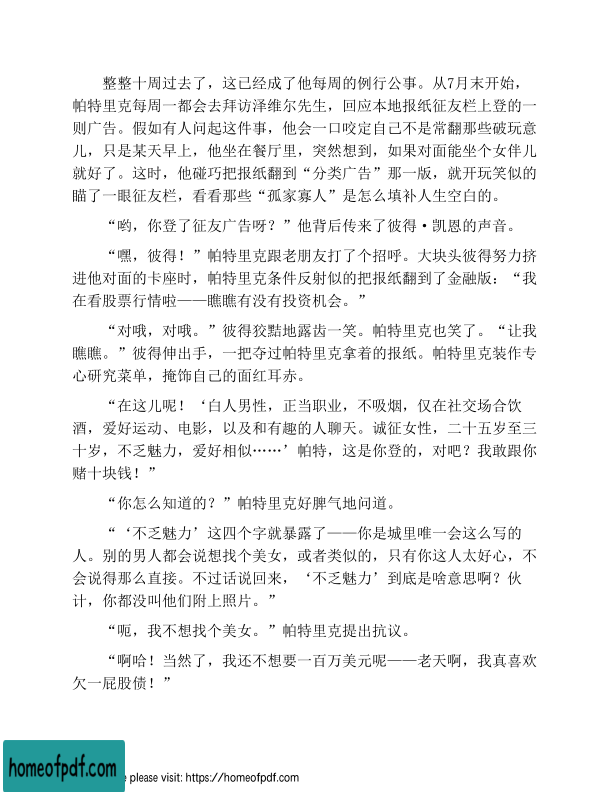 整整十周过去了，这已经成了他每周的例行公事。从7月末开始，
帕特里克每周一都会去拜访泽维尔先生，回应本地报纸征友栏上登的一
则广告。假如有人问起这件事，他会一口咬定自己不是常翻那些破玩意
儿，只是某天早上，他坐在餐厅里，突然想到，如果对面能坐个女伴儿
就好了。这时，他碰巧把报纸翻到“分类广告”那一版，就开玩笑似的
瞄了一眼征友栏，看看那些“孤家寡人”是怎么填补人生空白的。
“哟，你登了征友广告呀？”他背后传来了彼得·凯恩的声音。
“嘿，彼得！”帕特里克跟老朋友打了个招呼。大块头彼得努力挤
进他对面的卡座时，帕特里克条件反射似的把报纸翻到了金融版：“我
在看股票行情啦——瞧瞧有没有投资机会。”
“对哦，对哦。”彼得狡黠地露齿一笑。帕特里克也笑了。“让我
瞧瞧。”彼得伸出手，一把夺过帕特里克拿着的报纸。帕特里克装作专
心研究菜单，掩饰自己的面红耳赤。
“在这儿呢！‘白人男性，正当职业，不吸烟，仅在社交场合饮
酒，爱好运动、电影，以及和有趣的人聊天。诚征女性，二十五岁至三
十岁，不乏魅力，爱好相似……’帕特，这是你登的，对吧？我敢跟你
赌十块钱！”
“你怎么知道的？”帕特里克好脾气地问道。
“‘不乏魅力’这四个字就暴露了——你是城里唯一会这么写的
人。别的男人都会说想找个美女，或者类似的，只有你这人太好心，不
会说得那么直接。不过话说回来，‘不乏魅力’到底是啥意思啊？伙
计，你都没叫他们附上照片。”
“呃，我不想找个美女。”帕特里克提出抗议。
“啊哈！当然了，我还不想要一百万美元呢——老天啊，我真喜欢
欠一屁股债！”
homeofpdf.com
e please visit: https://homeofpdf.com